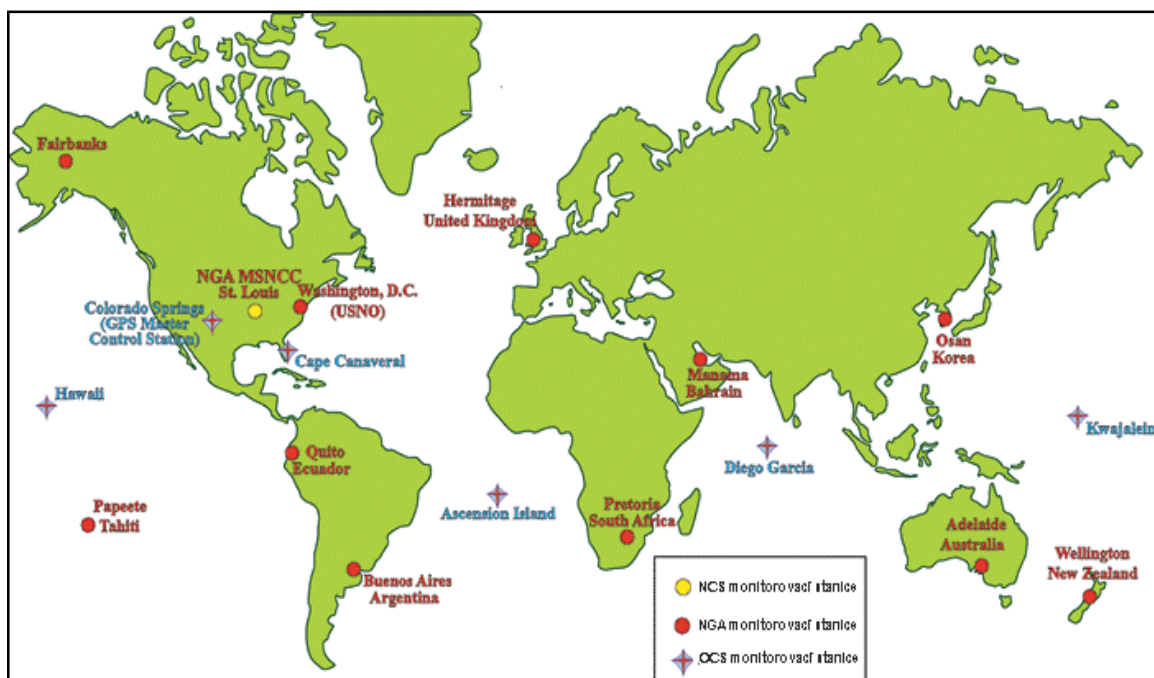 Fairbanks
Hermitage
United Kingdom
NGA MSNCC
St. Louis
Washington, D.C.
(USNO)
Colorado Springs
(GPS Master
Control Station)
Cape Canaveral
Osan
Korea
Manama
Bahrain
Hawaii
Kwajalein
Quito
Ecuador
Diego Garcia
Papeete
Tahiti
Ascension Island
Pretoria
South Africa
Adelaide
Australia
Wellington
New Zealand
Buenos Aires
Argentina
NCS monitorovací stanice
NGA monitorovací stanice
OCS monitorovací stanice